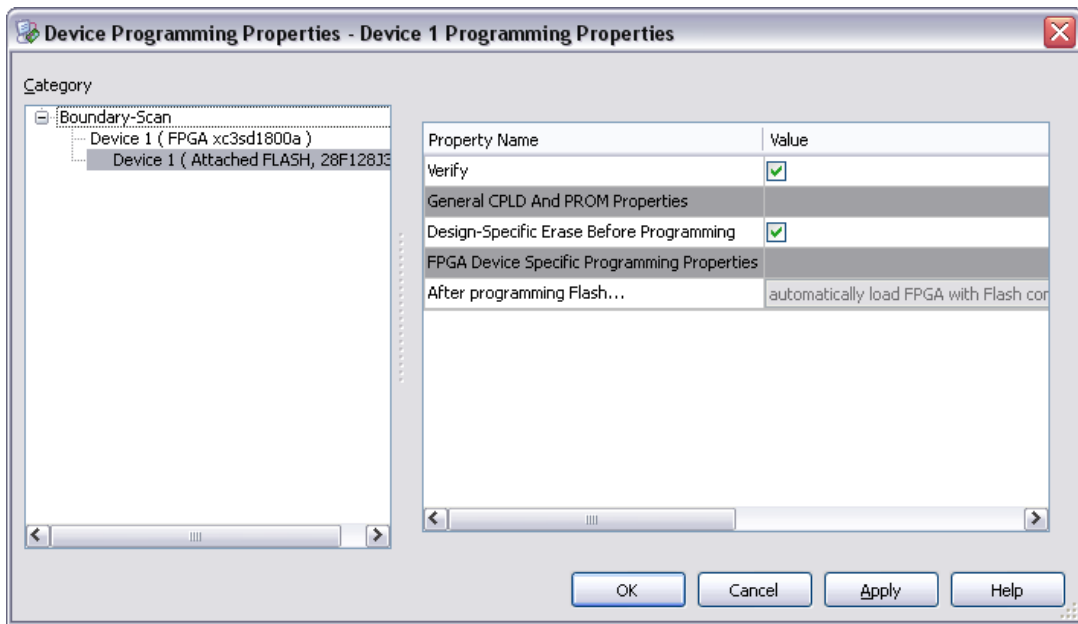 Device Programming Properties - Device 1 Programming Properties
Category
Boundary-Scan
Device 1 ( FPGA xc3sd1800a )
Device 1 ( Attached FLASH, 28F128J3
Property Name Value
Verify
General CPLD And PROM Properties
Design-Specific Erase Before Programming
FPGA Device Specific Programming Properties
After programming Flash... automatically load FPGA with Flash con
OK Cancel Apply Help